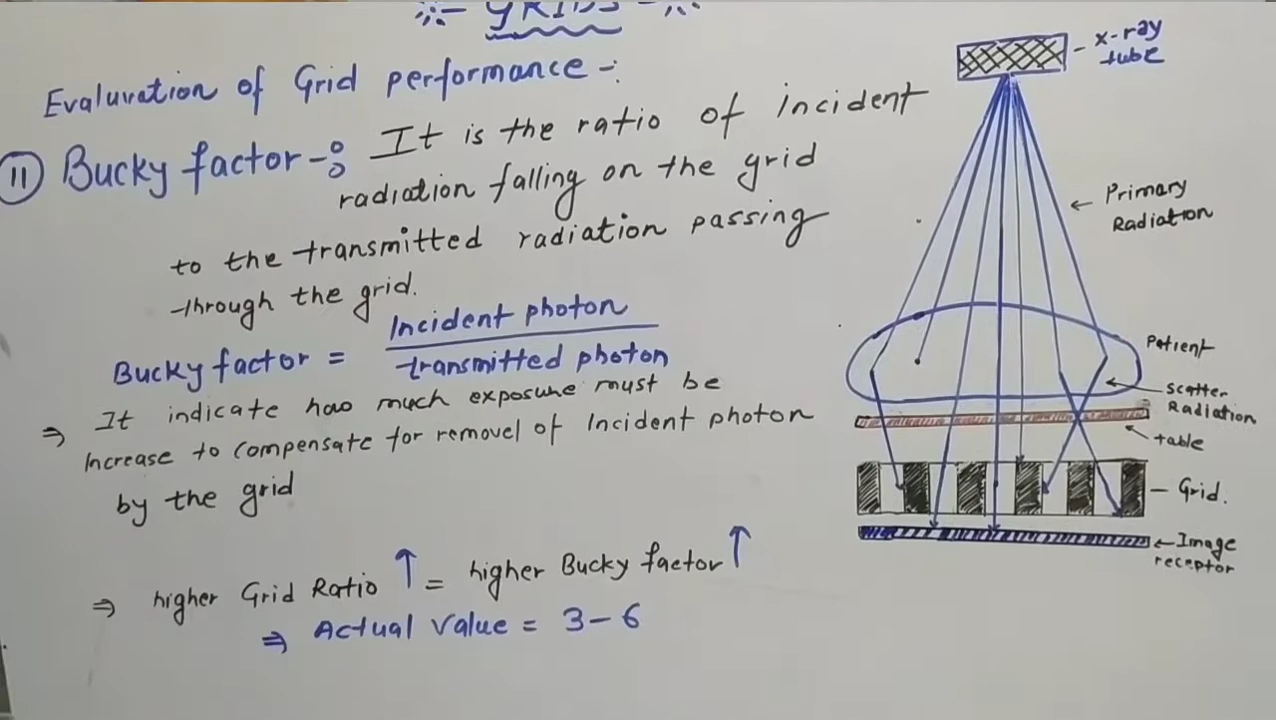 GRIDS
Evaluvation of Grid performance -:
11 Bucky factor -: It is the ratio of incident
radiation falling on the grid
to the transmitted radiation passing
through the grid.
Bucky factor = Incident photon
transmitted photon
⇒ It indicate how much exposure must be
Increase to compensate for removel of Incident photon
by the grid
⇒ higher Grid Ratio ↑ = higher Bucky factor ↑
⇒ Actual value = 3-6
x-ray
tube
← Primary
Radiation
Patient
scatter
Radiation
table
Grid.
← Image
receptor